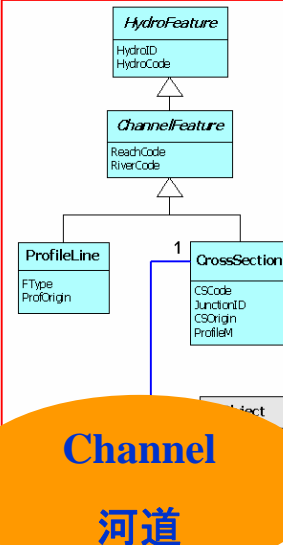 HydroFeature
HydroID
HydroCode
ChannelFeature
ReachCode
RiverCode
ProfileLine
FType
ProfOrigin
1
CrossSection
CSCode
JunctionID
CSOrigin
ProfileM
Channel
河道